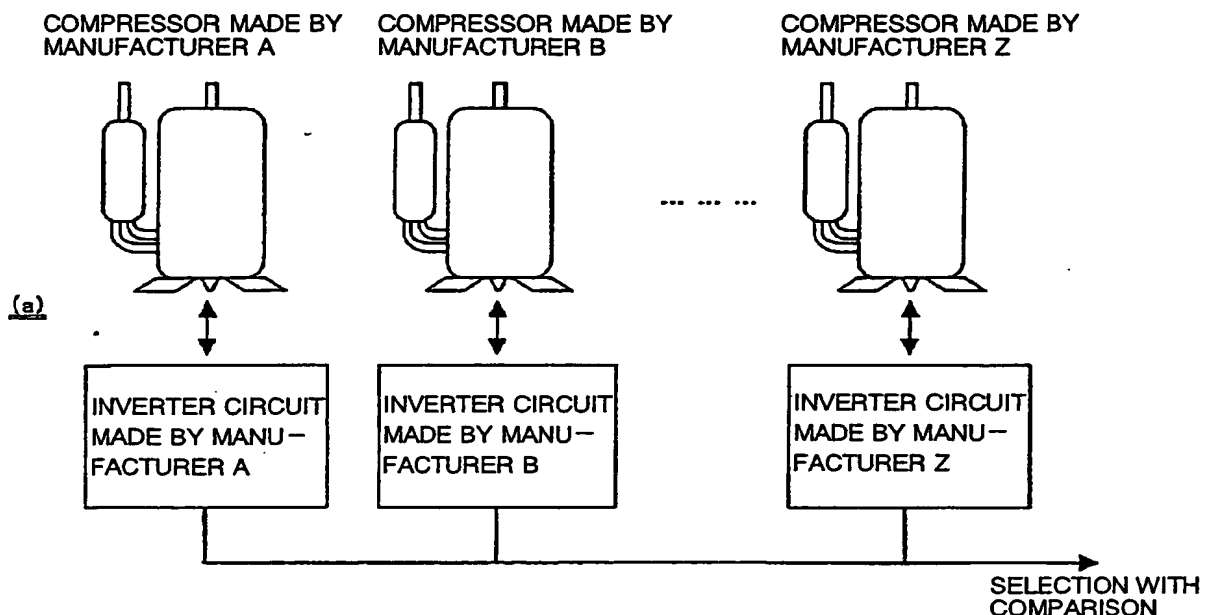 COMPRESSOR MADE BY
MANUFACTURER A
COMPRESSOR MADE BY
MANUFACTURER B
COMPRESSOR MADE BY
MANUFACTURER Z
... ... ...
(a)
INVERTER CIRCUIT
MADE BY MANU-
FACTURER A
INVERTER CIRCUIT
MADE BY MANU-
FACTURER B
INVERTER CIRCUIT
MADE BY MANU-
FACTURER Z
SELECTION WITH
COMPARISON